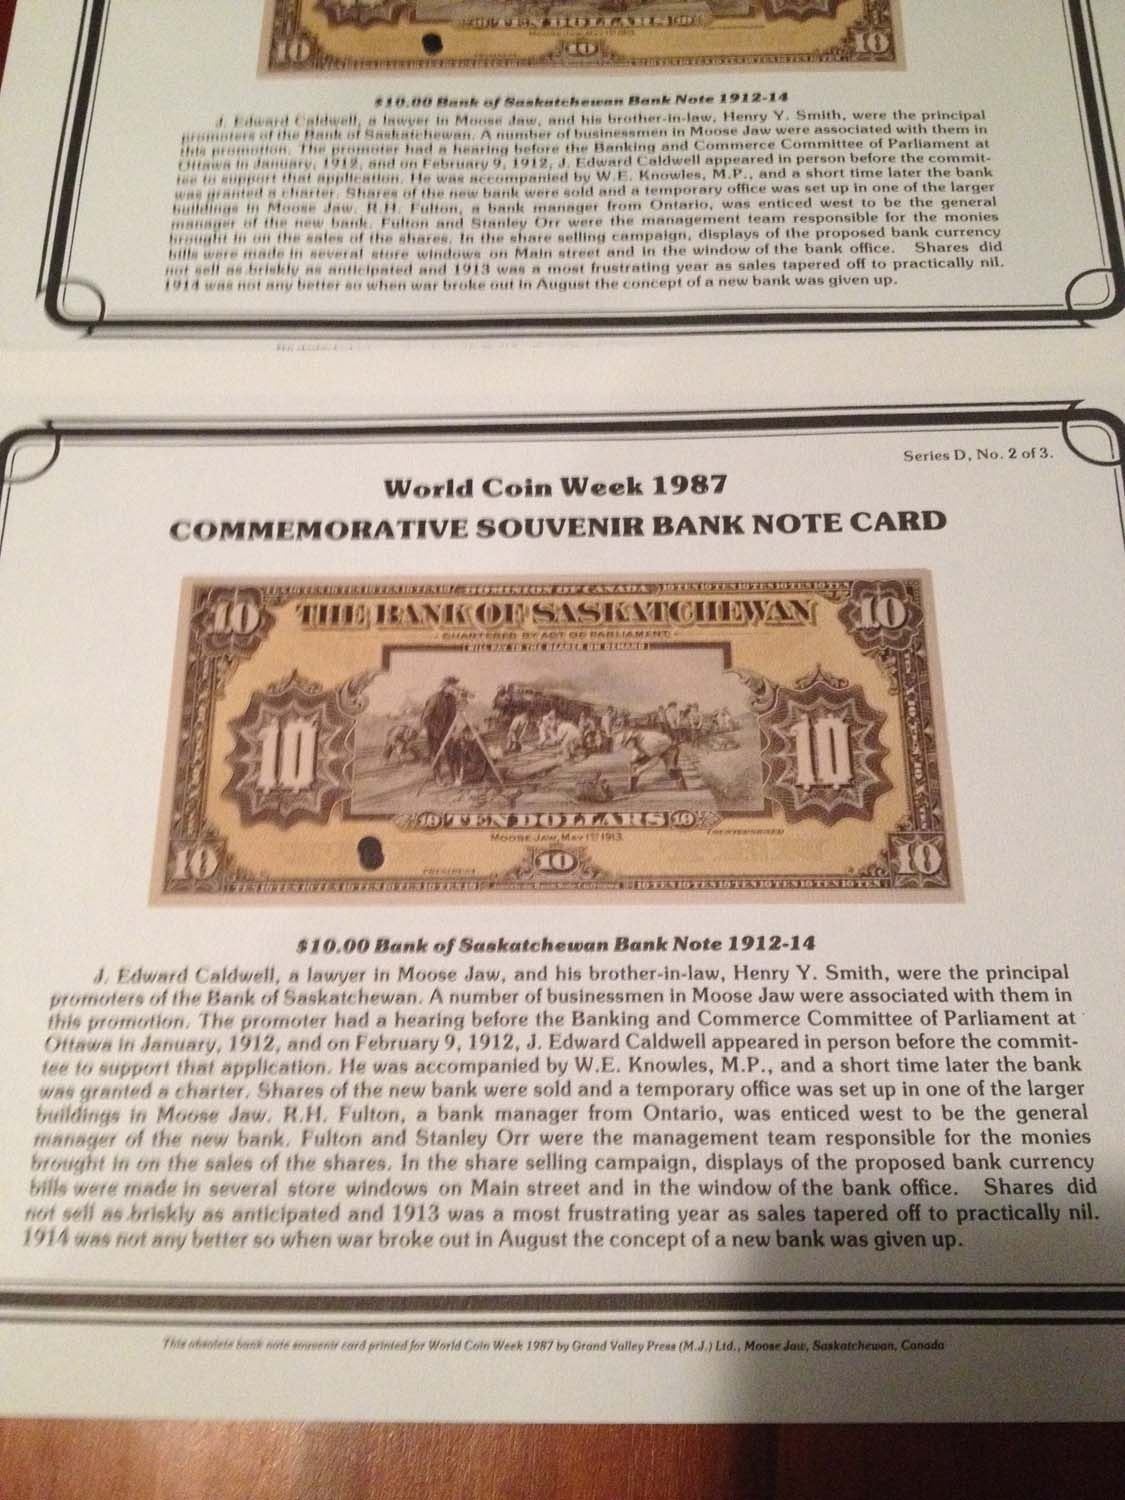 TEN DOLLARS 10
10 10 10
$10.00 Bank of Saskatchewan Bank Note 1912-14
J. Edward Caldwell, a lawyer in Moose Jaw, and his brother-in-law, Henry Y. Smith, were the principal
promoters of the Bank of Saskatchewan. A number of businessmen in Moose Jaw were associated with them in
this promotion. The promoter had a hearing before the Banking and Commerce Committee of Parliament at
Ottawa in January, 1912, and on February 9, 1912, J. Edward Caldwell appeared in person before the commit-
tee to support that application. He was accompanied by W.E. Knowles, M.P., and a short time later the bank
was granted a charter. Shares of the new bank were sold and a temporary office was set up in one of the larger
buildings in Moose Jaw. R.H. Fulton, a bank manager from Ontario, was enticed west to be the general
manager of the new bank. Fulton and Stanley Orr were the management team responsible for the monies
brought in on the sales of the shares. In the share selling campaign, displays of the proposed bank currency
bills were made in several store windows on Main street and in the window of the bank office. Shares did
not sell as briskly as anticipated and 1913 was a most frustrating year as sales tapered off to practically nil.
1914 was not any better so when war broke out in August the concept of a new bank was given up.
Series D, No. 2 of 3.
World Coin Week 1987
COMMEMORATIVE SOUVENIR BANK NOTE CARD
DOMINION OF CANADA
10 THE BANK OF SASKATCHEWAN 10
CHARTERED BY ACT OF PARLIAMENT
WILL PAY TO THE BEARER ON DEMAND
10 10
10 TEN DOLLARS 10
MOOSE JAW, MAY 1ST 1913.
COUNTERSIGNED
10 10 10
PRESIDENT
$10.00 Bank of Saskatchewan Bank Note 1912-14
J. Edward Caldwell, a lawyer in Moose Jaw, and his brother-in-law, Henry Y. Smith, were the principal
promoters of the Bank of Saskatchewan. A number of businessmen in Moose Jaw were associated with them in
this promotion. The promoter had a hearing before the Banking and Commerce Committee of Parliament at
Ottawa in January, 1912, and on February 9, 1912, J. Edward Caldwell appeared in person before the commit-
tee to support that application. He was accompanied by W.E. Knowles, M.P., and a short time later the bank
was granted a charter. Shares of the new bank were sold and a temporary office was set up in one of the larger
buildings in Moose Jaw. R.H. Fulton, a bank manager from Ontario, was enticed west to be the general
manager of the new bank. Fulton and Stanley Orr were the management team responsible for the monies
brought in on the sales of the shares. In the share selling campaign, displays of the proposed bank currency
bills were made in several store windows on Main street and in the window of the bank office. Shares did
not sell as briskly as anticipated and 1913 was a most frustrating year as sales tapered off to practically nil.
1914 was not any better so when war broke out in August the concept of a new bank was given up.
This obsolete bank note souvenir card printed for World Coin Week 1987 by Grand Valley Press (M.J.) Ltd., Moose Jaw, Saskatchewan, Canada